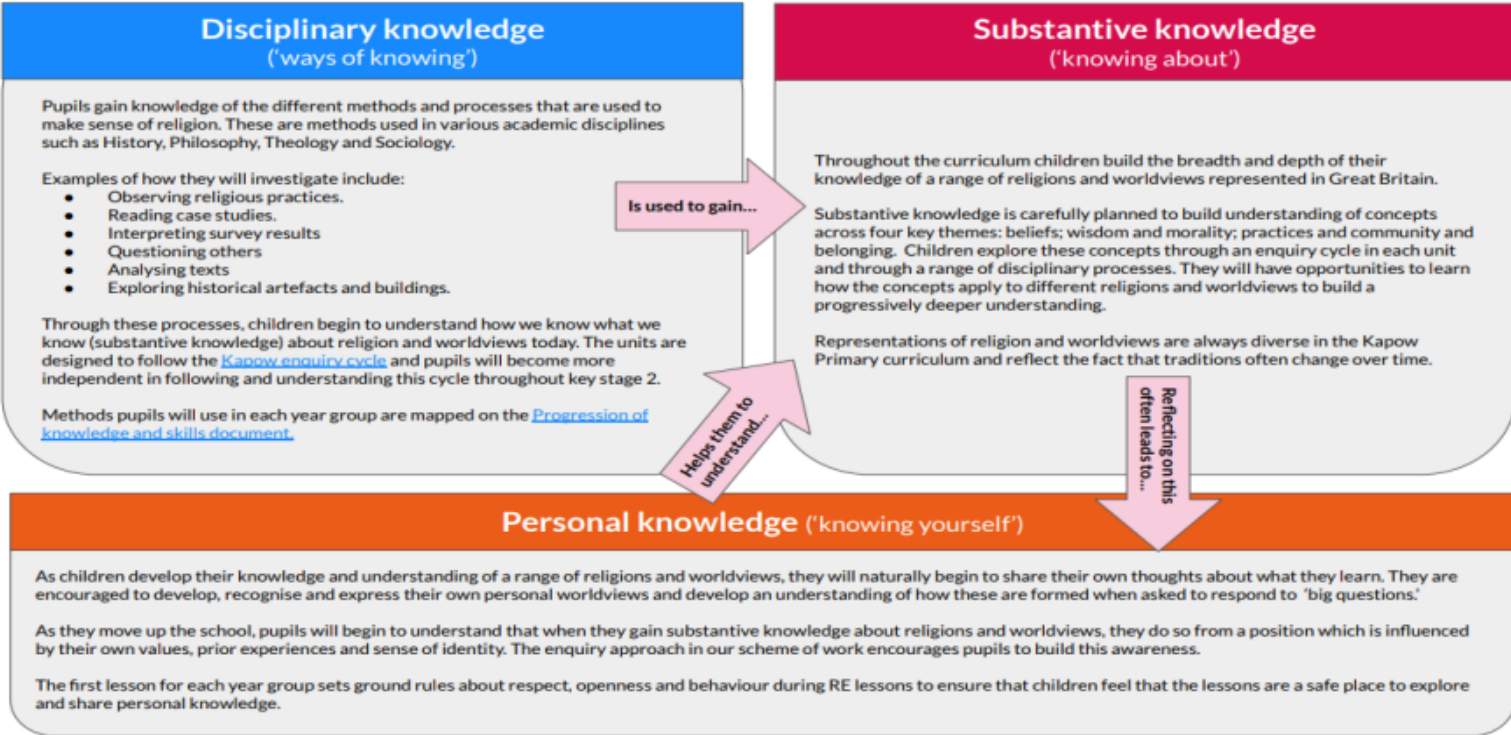 Disciplinary knowledge
('ways of knowing')
Pupils gain knowledge of the different methods and processes that are used to
make sense of religion. These are methods used in various academic disciplines
such as History, Philosophy, Theology and Sociology.
Examples of how they will investigate include:
● Observing religious practices.
● Reading case studies.
● Interpreting survey results
● Questioning others
● Analysing texts
● Exploring historical artefacts and buildings.
Through these processes, children begin to understand how we know what we
know (substantive knowledge) about religion and worldviews today. The units are
designed to follow the Kapow enquiry cycle and pupils will become more
independent in following and understanding this cycle throughout key stage 2.
Methods pupils will use in each year group are mapped on the Progression of
knowledge and skills document.
Is used to gain...
Substantive knowledge
('knowing about')
Throughout the curriculum children build the breadth and depth of their
knowledge of a range of religions and worldviews represented in Great Britain.
Substantive knowledge is carefully planned to build understanding of concepts
across four key themes: beliefs; wisdom and morality; practices and community and
belonging. Children explore these concepts through an enquiry cycle in each unit
and through a range of disciplinary processes. They will have opportunities to learn
how the concepts apply to different religions and worldviews to build a
progressively deeper understanding.
Representations of religion and worldviews are always diverse in the Kapow
Primary curriculum and reflect the fact that traditions often change over time.
Helps them to
understand...
Reflecting on this
often leads to...
Personal knowledge ('knowing yourself')
As children develop their knowledge and understanding of a range of religions and worldviews, they will naturally begin to share their own thoughts about what they learn. They are
encouraged to develop, recognise and express their own personal worldviews and develop an understanding of how these are formed when asked to respond to 'big questions.'
As they move up the school, pupils will begin to understand that when they gain substantive knowledge about religions and worldviews, they do so from a position which is influenced
by their own values, prior experiences and sense of identity. The enquiry approach in our scheme of work encourages pupils to build this awareness.
The first lesson for each year group sets ground rules about respect, openness and behaviour during RE lessons to ensure that children feel that the lessons are a safe place to explore
and share personal knowledge.